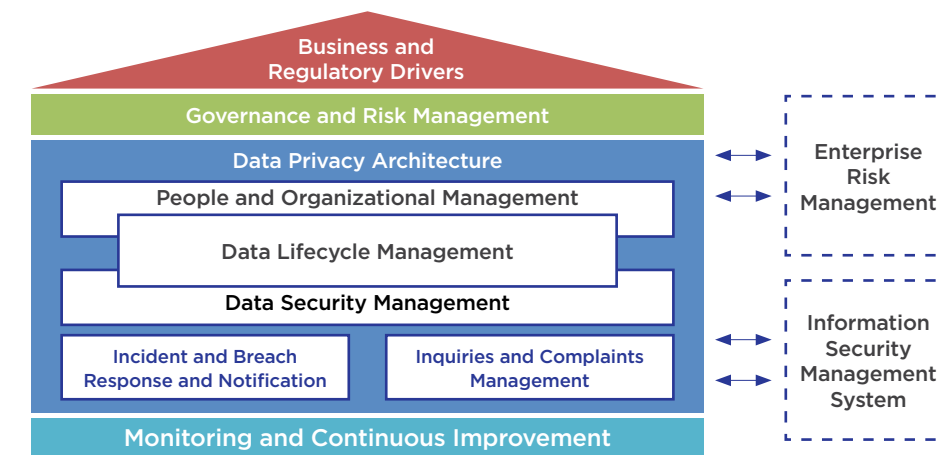 Business and
Regulatory Drivers
Governance and Risk Management
Data Privacy Architecture
People and Organizational Management
Data Lifecycle Management
Data Security Management
Incident and Breach
Response and Notification
Inquiries and Complaints
Management
Monitoring and Continuous Improvement
Enterprise
Risk
Management
Information
Security
Management
System